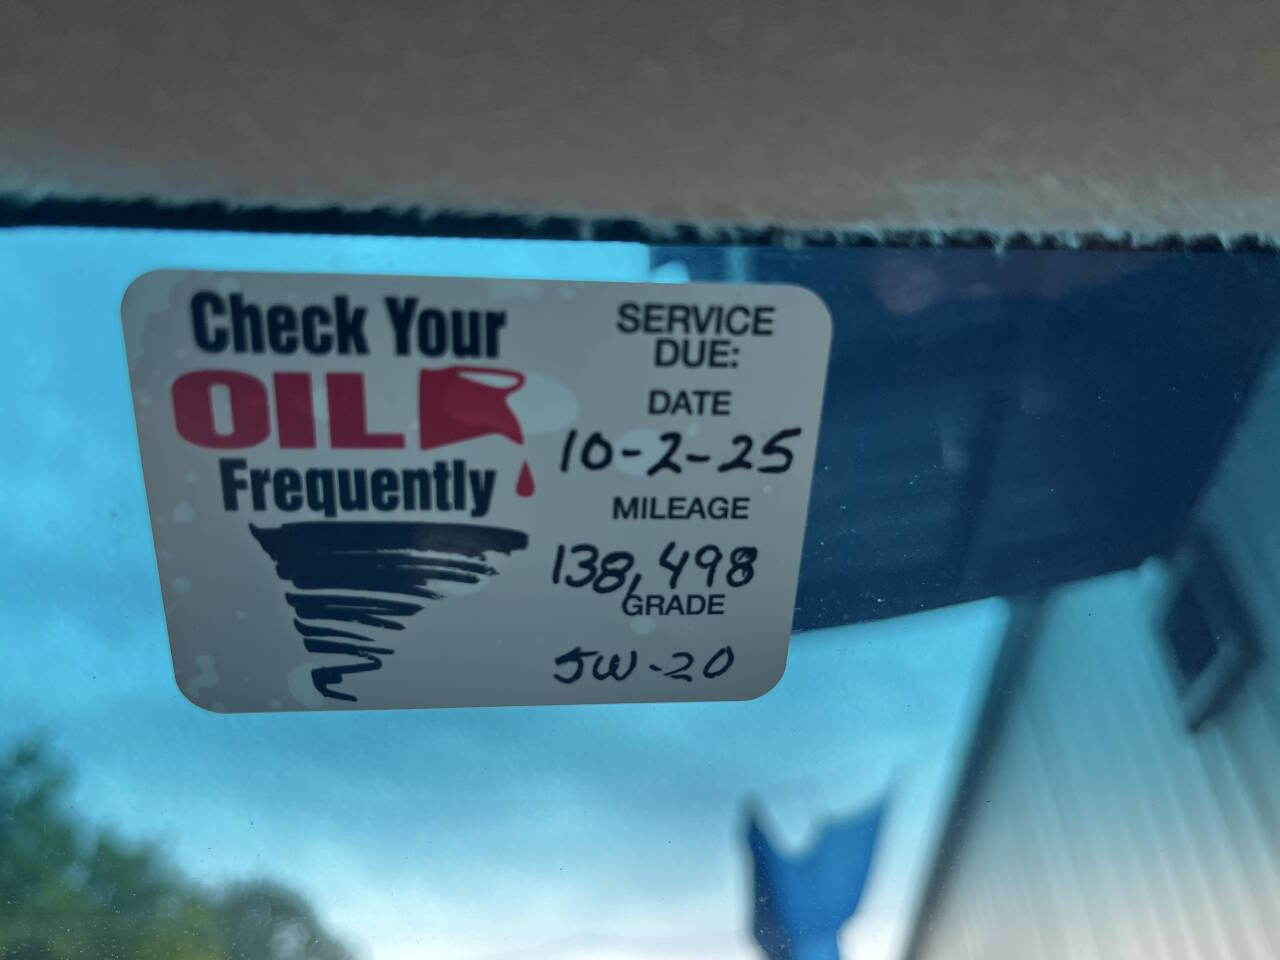 Check Your
OIL
Frequently
SERVICE
DUE:
DATE
10-2-25
MILEAGE
138,498
GRADE
5W-20